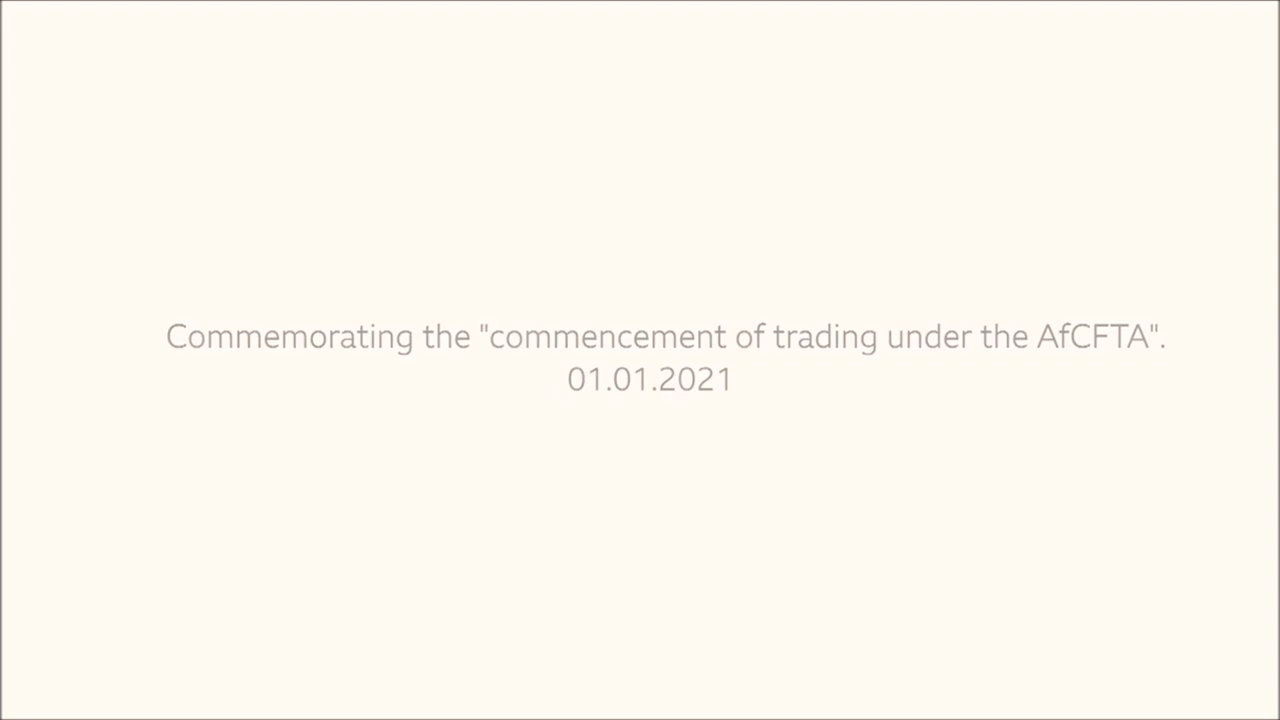 Commemorating the "commencement of trading under the AfCFTA".
01.01.2021